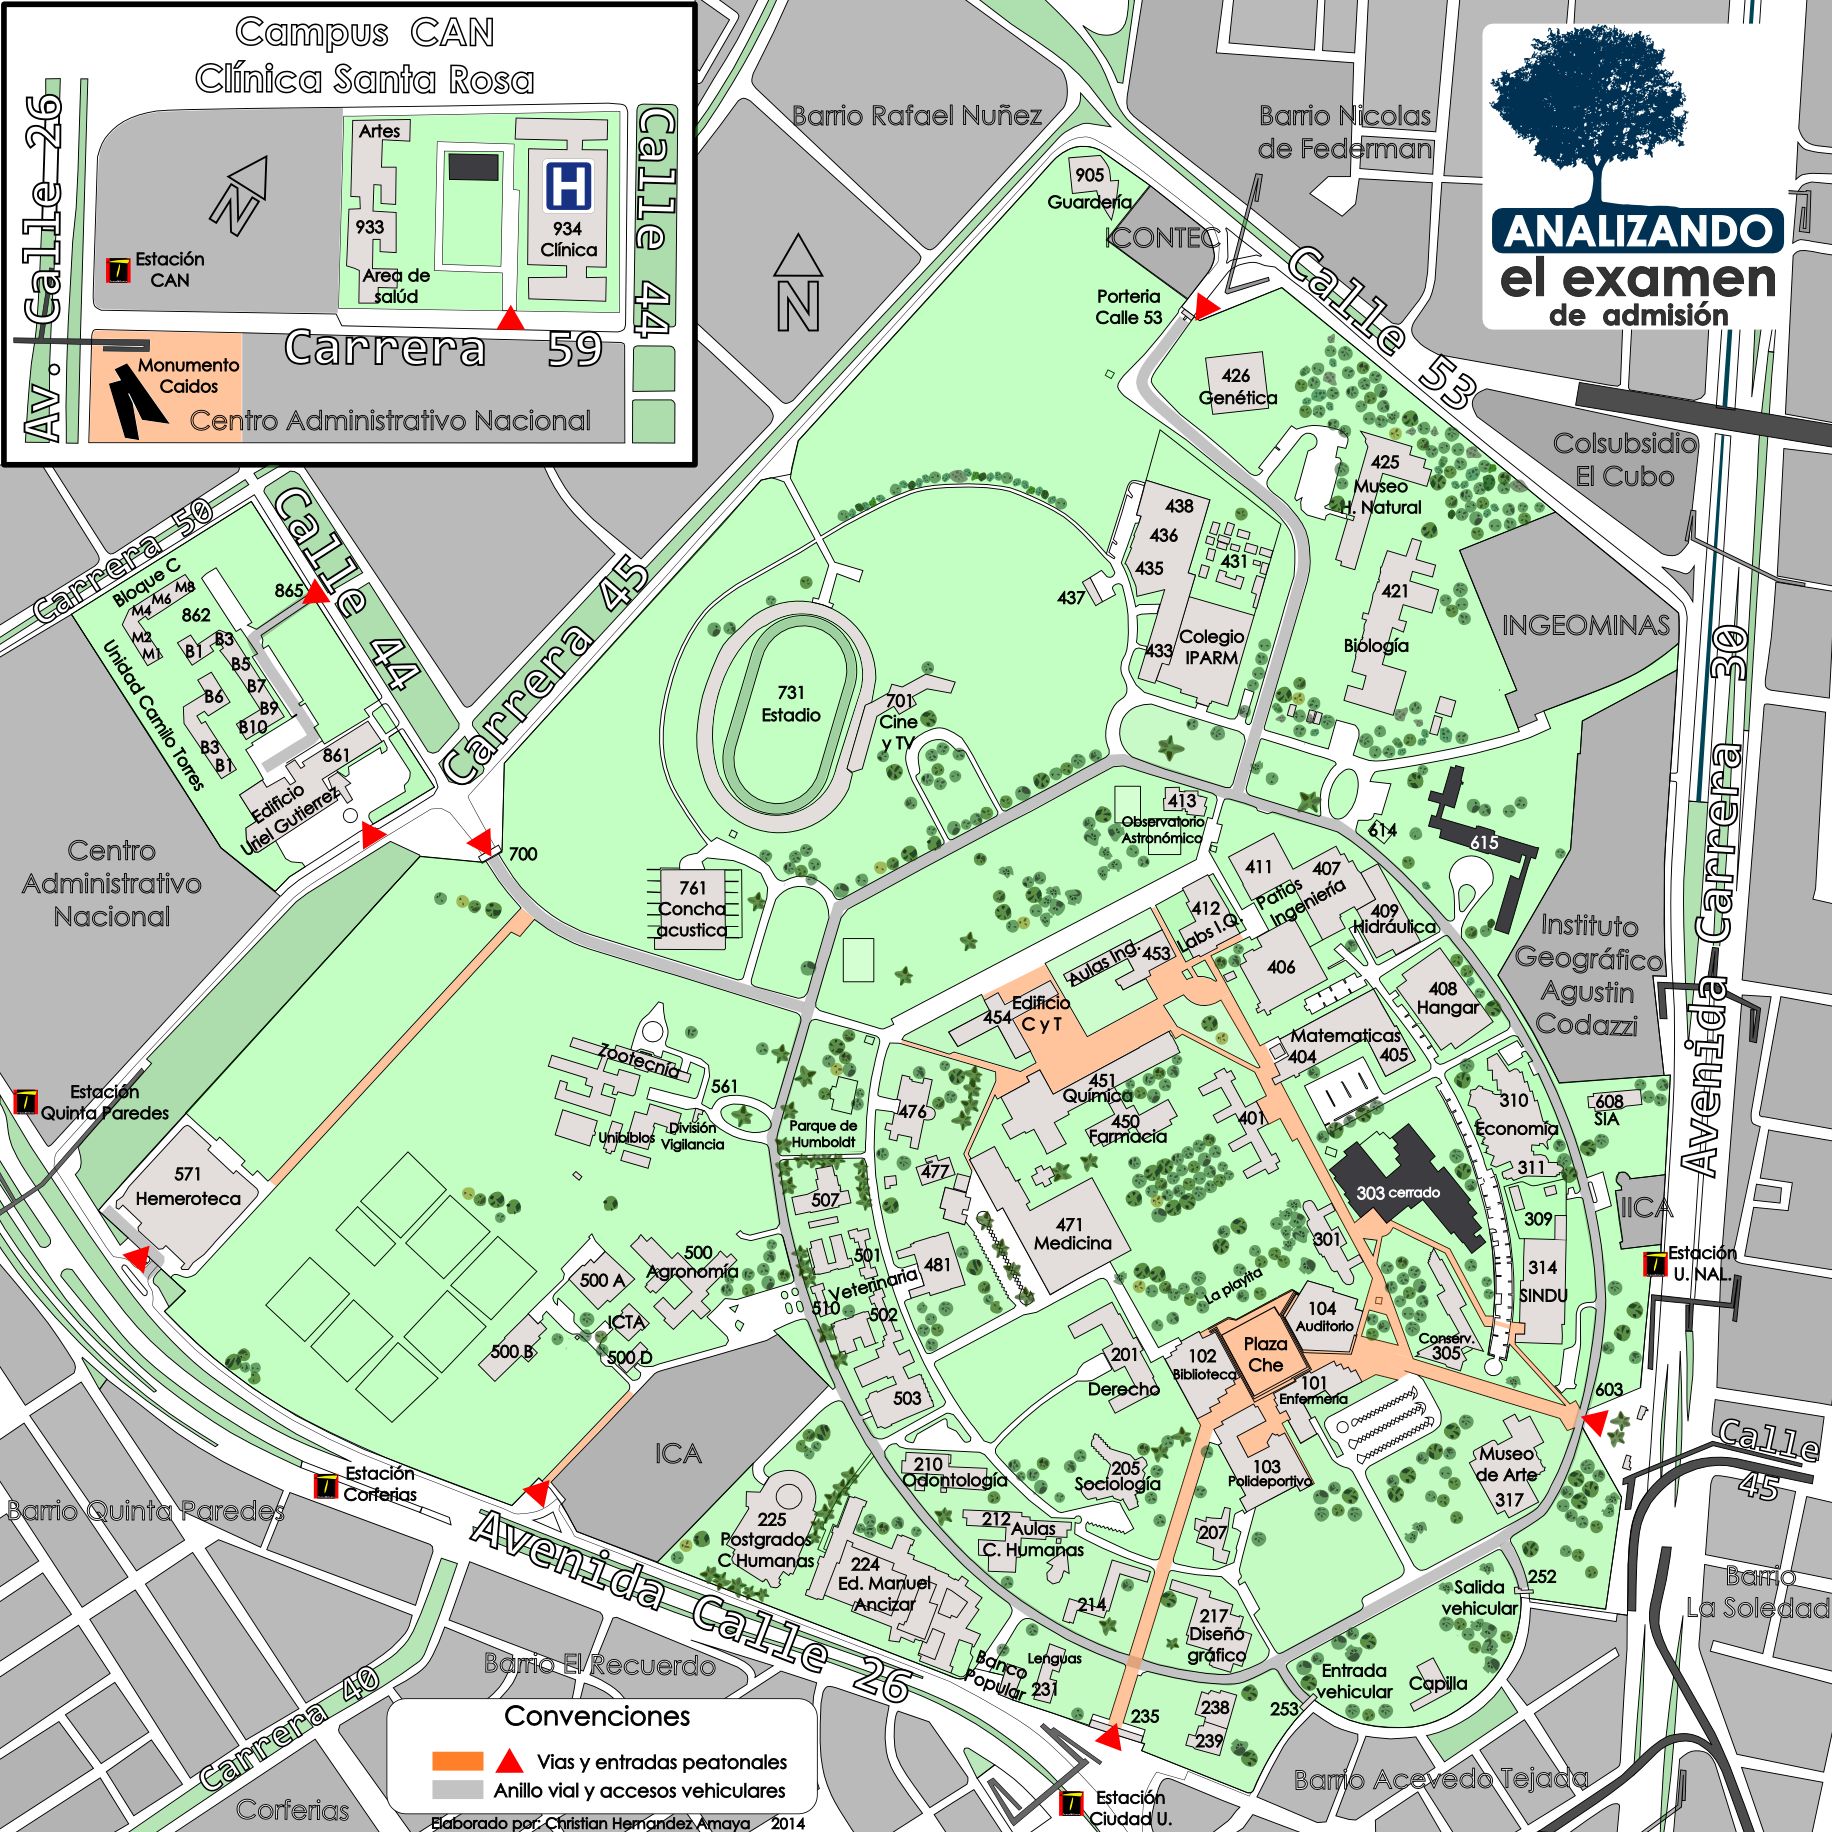 Campus CAN
Clínica Santa Rosa
Av. Calle 26
Calle 44
Artes
933
Area de
salúd
H
934
Clínica
N
Estación
CAN
Carrera 59
Monumento
Caidos
Centro Administrativo Nacional
Barrio Rafael Nuñez
Barrio Nicolas
de Federman
ANALIZANDO
el examen
de admisión
905
Guardería
ICONTEC
N
Porteria
Calle 53
Calle 53
426
Genética
Colsubsidio
El Cubo
425
Museo
H. Natural
438
436
435
431
437
433
Colegio
IPARM
421
Biología
INGEOMINAS
Avenida Carrera 30
Carrera 50
Calle 44
Carrera 45
865
Bloque C
M8
M6
M4
M2
M1
862
B1
B3
B5
B7
B6
B9
B10
B3
B1
Unidad Camilo Torres
861
Edificio
Uriel Gutierrez
731
Estadio
701
Cine
y TV
700
Centro
Administrativo
Nacional
761
Concha
acustica
413
Observatorio
Astronómico
614
615
411
407
Patios
Ingeniería
412
Labs I.Q.
409
Hidráulica
453
Aulas Ing.
406
408
Hangar
Instituto
Geográfico
Agustin
Codazzi
Edificio
C y T
454
Matematicas
404
405
Zootecnia
561
División
Vigilancia
Unibiblos
Parque de
Humboldt
476
451
Química
450
Farmacia
401
310
Economía
311
608
SIA
Estación
Quinta Paredes
571
Hemeroteca
477
507
303 cerrado
309
IICA
471
Medicina
301
500 A
500
Agronomía
501
Veterinaria
481
510
502
La playita
314
SINDU
Estación
U. NAL.
104
Auditorio
ICTA
500 B
500 D
Plaza
Che
102
Biblioteca
Conserv.
305
201
Derecho
101
Enfermería
503
603
ICA
Calle
45
Estación
Corferias
Barrio Quinta Paredes
210
Odontología
205
Sociología
103
Polideportivo
Museo
de Arte
317
225
Postgrados
C Humanas
212
Aulas
C. Humanas
207
224
Ed. Manuel
Ancizar
214
217
Diseño
gráfico
252
Salida
vehicular
Barrio
La Soledad
Avenida Calle 26
Barrio El Recuerdo
Banco
Popular
Lenguas
231
Entrada
vehicular
Capilla
238
239
235
253
Carrera 40
Corferias
Convenciones
Vias y entradas peatonales
Anillo vial y accesos vehiculares
Elaborado por: Christian Hernandez Amaya 2014
Estación
Ciudad U.
Barrio Acevedo Tejada